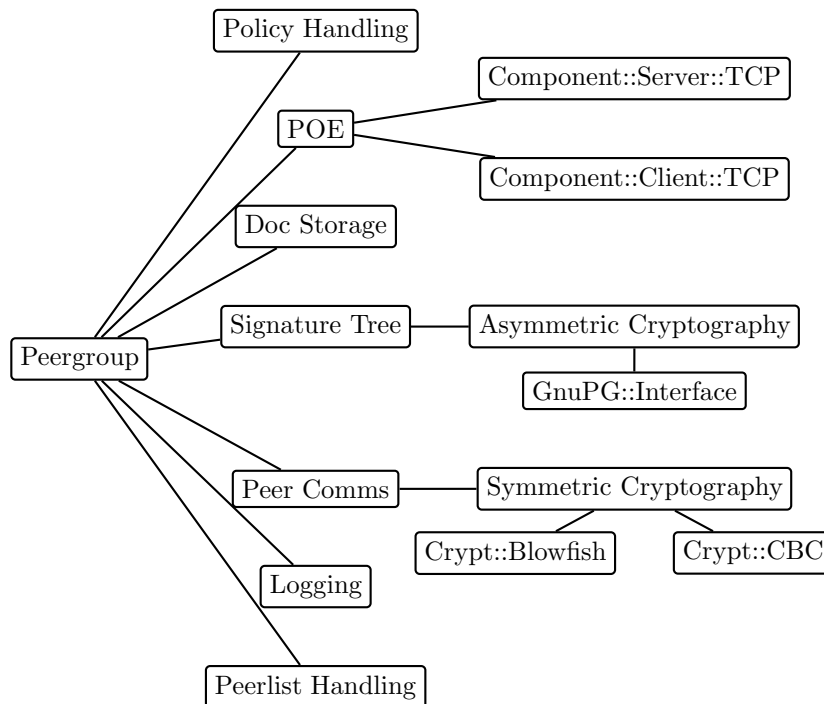 Policy Handling
Component::Server::TCP
POE
Component::Client::TCP
Doc Storage
Signature Tree
Asymmetric Cryptography
Peergroup
GnuPG::Interface
Peer Comms
Symmetric Cryptography
Crypt::Blowfish
Crypt::CBC
Logging
Peerlist Handling